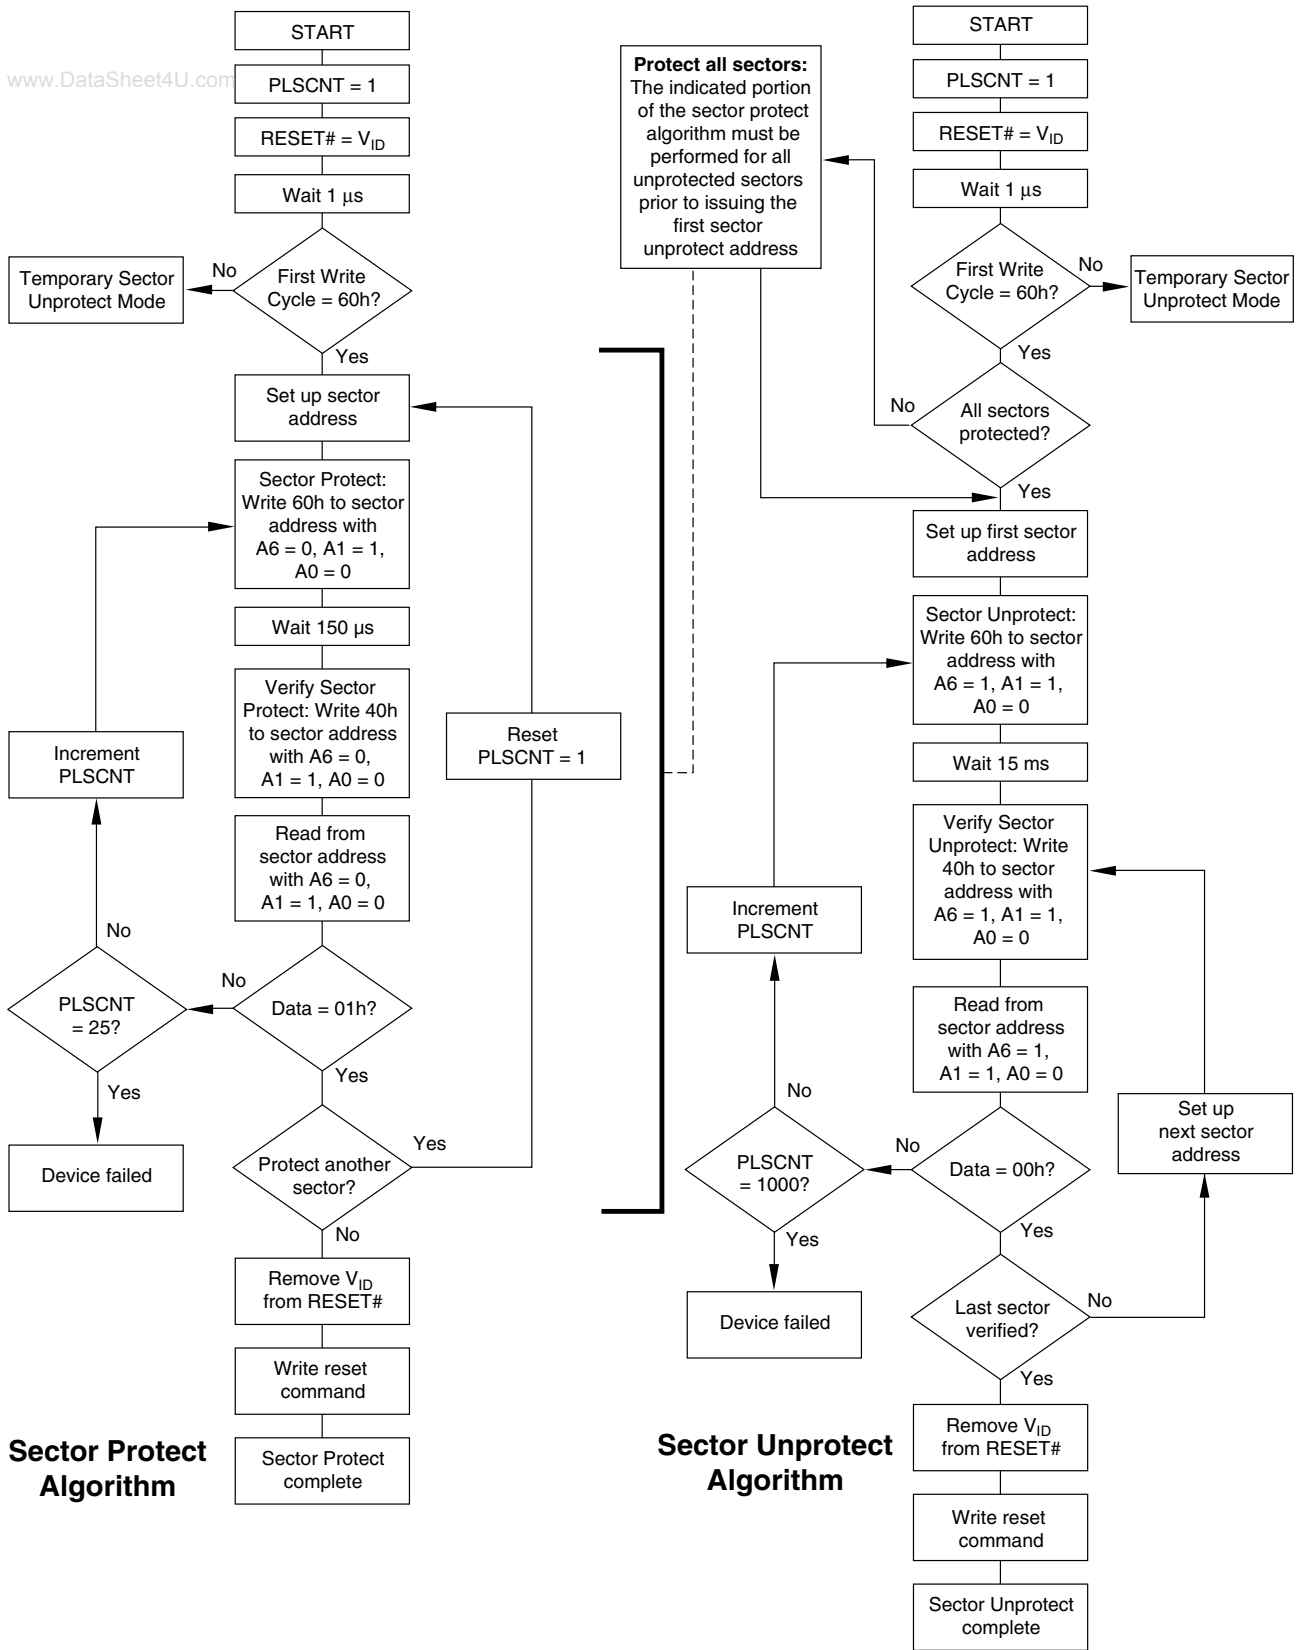 www.DataSheet4U.com
START
PLSCNT = 1
RESET# = VID
Wait 1 μs
First Write
Cycle = 60h?
No
Temporary Sector
Unprotect Mode
Yes
Set up sector
address
Sector Protect:
Write 60h to sector
address with
A6 = 0, A1 = 1,
A0 = 0
Wait 150 µs
Verify Sector
Protect: Write 40h
to sector address
with A6 = 0,
A1 = 1, A0 = 0
Reset
PLSCNT = 1
Increment
PLSCNT
Read from
sector address
with A6 = 0,
A1 = 1, A0 = 0
No
PLSCNT
= 25?
No
Data = 01h?
Yes
Yes
Device failed
Protect another
sector?
Yes
No
Remove VID
from RESET#
Write reset
command
Sector Protect
complete
Sector Protect
Algorithm
Protect all sectors:
The indicated portion
of the sector protect
algorithm must be
performed for all
unprotected sectors
prior to issuing the
first sector
unprotect address
START
PLSCNT = 1
RESET# = VID
Wait 1 μs
First Write
Cycle = 60h?
No
Temporary Sector
Unprotect Mode
Yes
No
All sectors
protected?
Yes
Set up first sector
address
Sector Unprotect:
Write 60h to sector
address with
A6 = 1, A1 = 1,
A0 = 0
Wait 15 ms
Verify Sector
Unprotect: Write
40h to sector
address with
A6 = 1, A1 = 1,
A0 = 0
Increment
PLSCNT
Read from
sector address
with A6 = 1,
A1 = 1, A0 = 0
No
PLSCNT
= 1000?
No
Data = 00h?
Set up
next sector
address
Yes
Yes
Device failed
Last sector
verified?
No
Yes
Remove VID
from RESET#
Write reset
command
Sector Unprotect
complete
Sector Unprotect
Algorithm